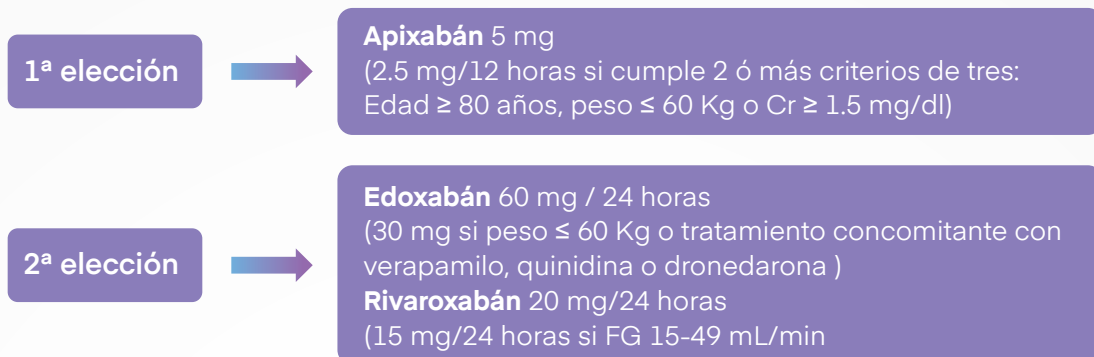 1ª elección
Apixabán 5 mg
(2.5 mg/12 horas si cumple 2 ó más criterios de tres:
Edad ≥ 80 años, peso ≤ 60 Kg o Cr ≥ 1.5 mg/dl)
2ª elección
Edoxabán 60 mg / 24 horas
(30 mg si peso ≤ 60 Kg o tratamiento concomitante con
verapamilo, quinidina o dronedarona )
Rivaroxabán 20 mg/24 horas
(15 mg/24 horas si FG 15-49 mL/min